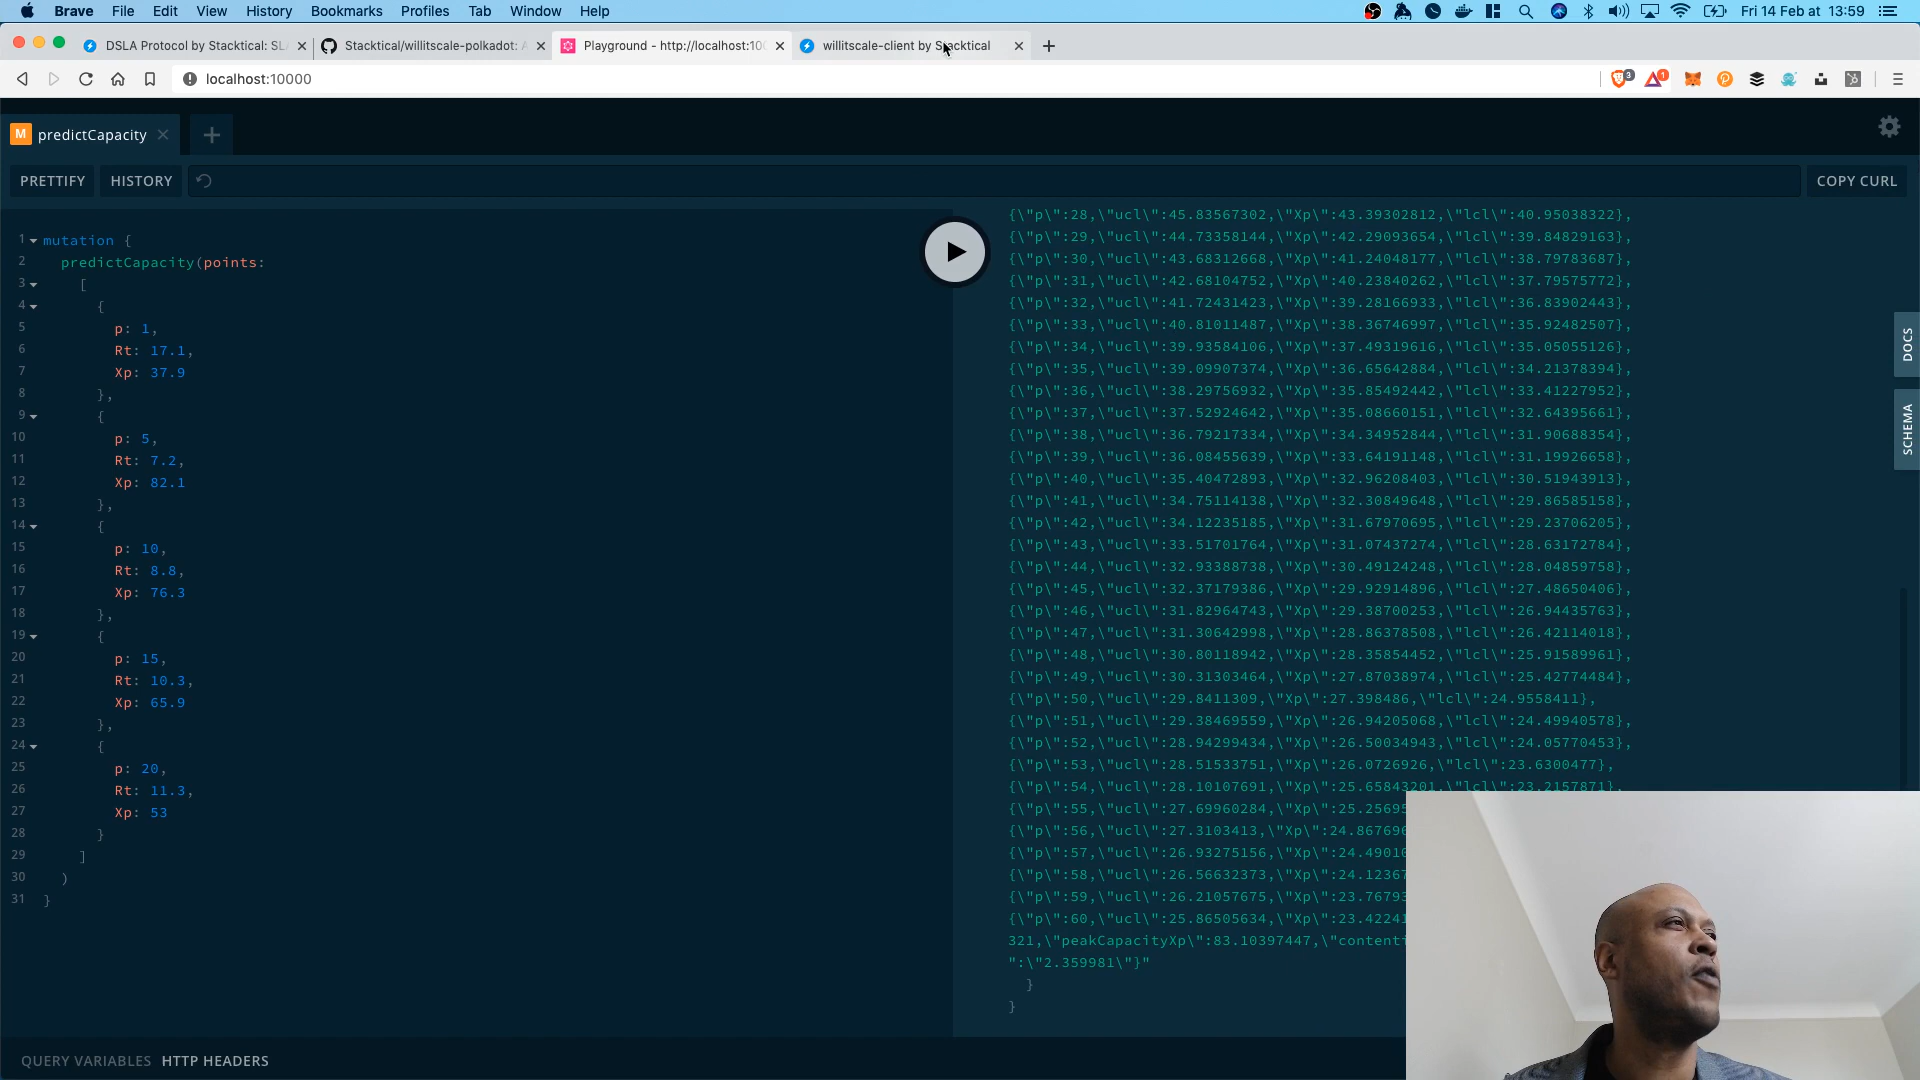 Brave File Edit View History Bookmarks Profiles Tab Window Help Fri 14 Feb at 13:59
DSLA Protocol by Stacktical: SL Stacktical/willitscale-polkadot: Playground - http://localhost:100 willitscale-client by Stacktical
localhost:10000 3 1
M predictCapacity
PRETTIFY HISTORY COPY CURL
1 mutation {
2 predictCapacity(points:
3 [
4 {
5 p: 1,
6 Rt: 17.1,
7 Xp: 37.9
8 },
9 {
10 p: 5,
11 Rt: 7.2,
12 Xp: 82.1
13 },
14 {
15 p: 10,
16 Rt: 8.8,
17 Xp: 76.3
18 },
19 {
20 p: 15,
21 Rt: 10.3,
22 Xp: 65.9
23 },
24 {
25 p: 20,
26 Rt: 11.3,
27 Xp: 53
28 }
29 ]
30 )
31 }
{\"p\":28,\"ucl\":45.83567302,\"Xp\":43.39302812,\"lcl\":40.95038322},
{\"p\":29,\"ucl\":44.73358144,\"Xp\":42.29093654,\"lcl\":39.84829163},
{\"p\":30,\"ucl\":43.68312668,\"Xp\":41.24048177,\"lcl\":38.79783687},
{\"p\":31,\"ucl\":42.68104752,\"Xp\":40.23840262,\"lcl\":37.79575772},
{\"p\":32,\"ucl\":41.72431423,\"Xp\":39.28166933,\"lcl\":36.83902443},
{\"p\":33,\"ucl\":40.81011487,\"Xp\":38.36746997,\"lcl\":35.92482507},
{\"p\":34,\"ucl\":39.93584106,\"Xp\":37.49319616,\"lcl\":35.05055126},
{\"p\":35,\"ucl\":39.09907374,\"Xp\":36.65642884,\"lcl\":34.21378394},
{\"p\":36,\"ucl\":38.29756932,\"Xp\":35.85492442,\"lcl\":33.41227952},
{\"p\":37,\"ucl\":37.52924642,\"Xp\":35.08660151,\"lcl\":32.64395661},
{\"p\":38,\"ucl\":36.79217334,\"Xp\":34.34952844,\"lcl\":31.90688354},
{\"p\":39,\"ucl\":36.08455639,\"Xp\":33.64191148,\"lcl\":31.19926658},
{\"p\":40,\"ucl\":35.40472893,\"Xp\":32.96208403,\"lcl\":30.51943913},
{\"p\":41,\"ucl\":34.75114138,\"Xp\":32.30849648,\"lcl\":29.86585158},
{\"p\":42,\"ucl\":34.12235185,\"Xp\":31.67970695,\"lcl\":29.23706205},
{\"p\":43,\"ucl\":33.51701764,\"Xp\":31.07437274,\"lcl\":28.63172784},
{\"p\":44,\"ucl\":32.93388738,\"Xp\":30.49124248,\"lcl\":28.04859758},
{\"p\":45,\"ucl\":32.37179386,\"Xp\":29.92914896,\"lcl\":27.48650406},
{\"p\":46,\"ucl\":31.82964743,\"Xp\":29.38700253,\"lcl\":26.94435763},
{\"p\":47,\"ucl\":31.30642998,\"Xp\":28.86378508,\"lcl\":26.42114018},
{\"p\":48,\"ucl\":30.80118942,\"Xp\":28.35854452,\"lcl\":25.91589961},
{\"p\":49,\"ucl\":30.31303464,\"Xp\":27.87038974,\"lcl\":25.42774484},
{\"p\":50,\"ucl\":29.8411309,\"Xp\":27.398486,\"lcl\":24.9558411},
{\"p\":51,\"ucl\":29.38469559,\"Xp\":26.94205068,\"lcl\":24.49940578},
{\"p\":52,\"ucl\":28.94299434,\"Xp\":26.50034943,\"lcl\":24.05770453},
{\"p\":53,\"ucl\":28.51533751,\"Xp\":26.0726926,\"lcl\":23.6300477},
{\"p\":54,\"ucl\":28.10107691,\"Xp\":25.65843201,\"lcl\":23.2157871},
{\"p\":55,\"ucl\":27.69960284,\"Xp\":25.25695
{\"p\":56,\"ucl\":27.3103413,\"Xp\":24.867696
{\"p\":57,\"ucl\":26.93275156,\"Xp\":24.49010
{\"p\":58,\"ucl\":26.56632373,\"Xp\":24.12367
{\"p\":59,\"ucl\":26.21057675,\"Xp\":23.76793
{\"p\":60,\"ucl\":25.86505634,\"Xp\":23.42241
321,\"peakCapacityXp\":83.10397447,\"contenti
":\"2.359981\"}"
}
}
DOCS
SCHEMA
QUERY VARIABLES HTTP HEADERS